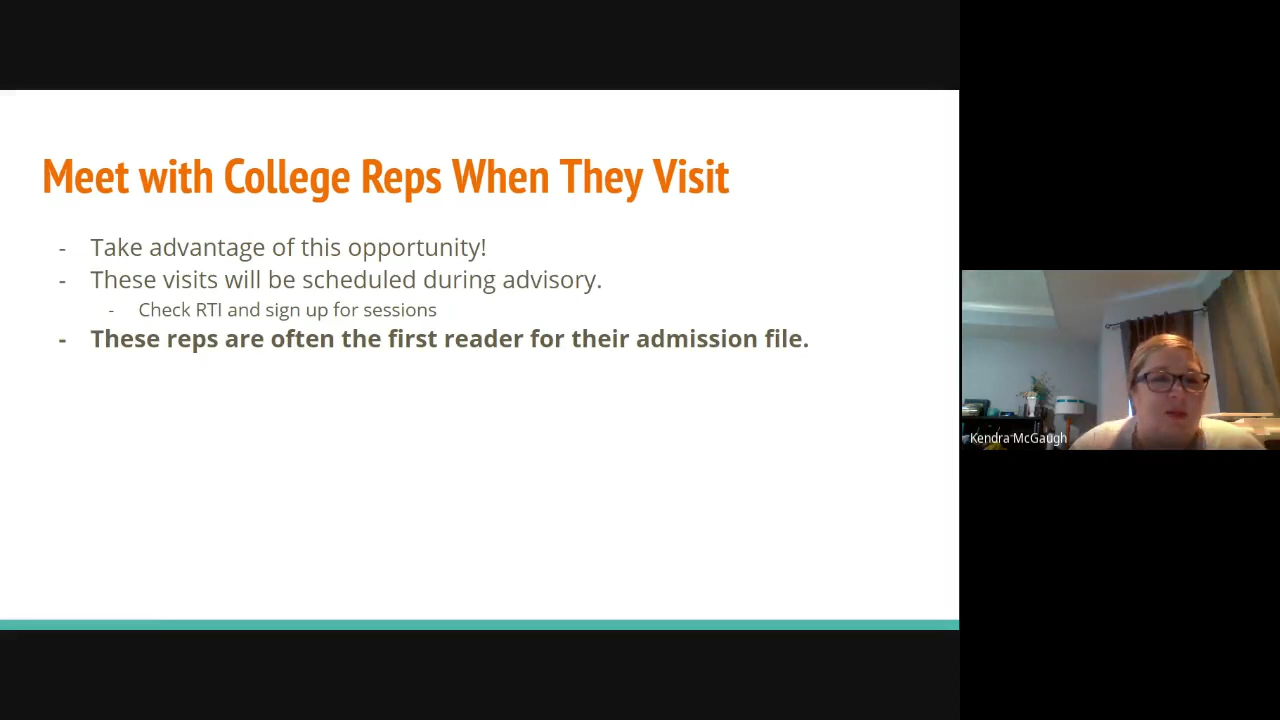 Meet with College Reps When They Visit
- Take advantage of this opportunity!
- These visits will be scheduled during advisory.
- Check RTI and sign up for sessions
- These reps are often the first reader for their admission file.
Kendra McGaugh